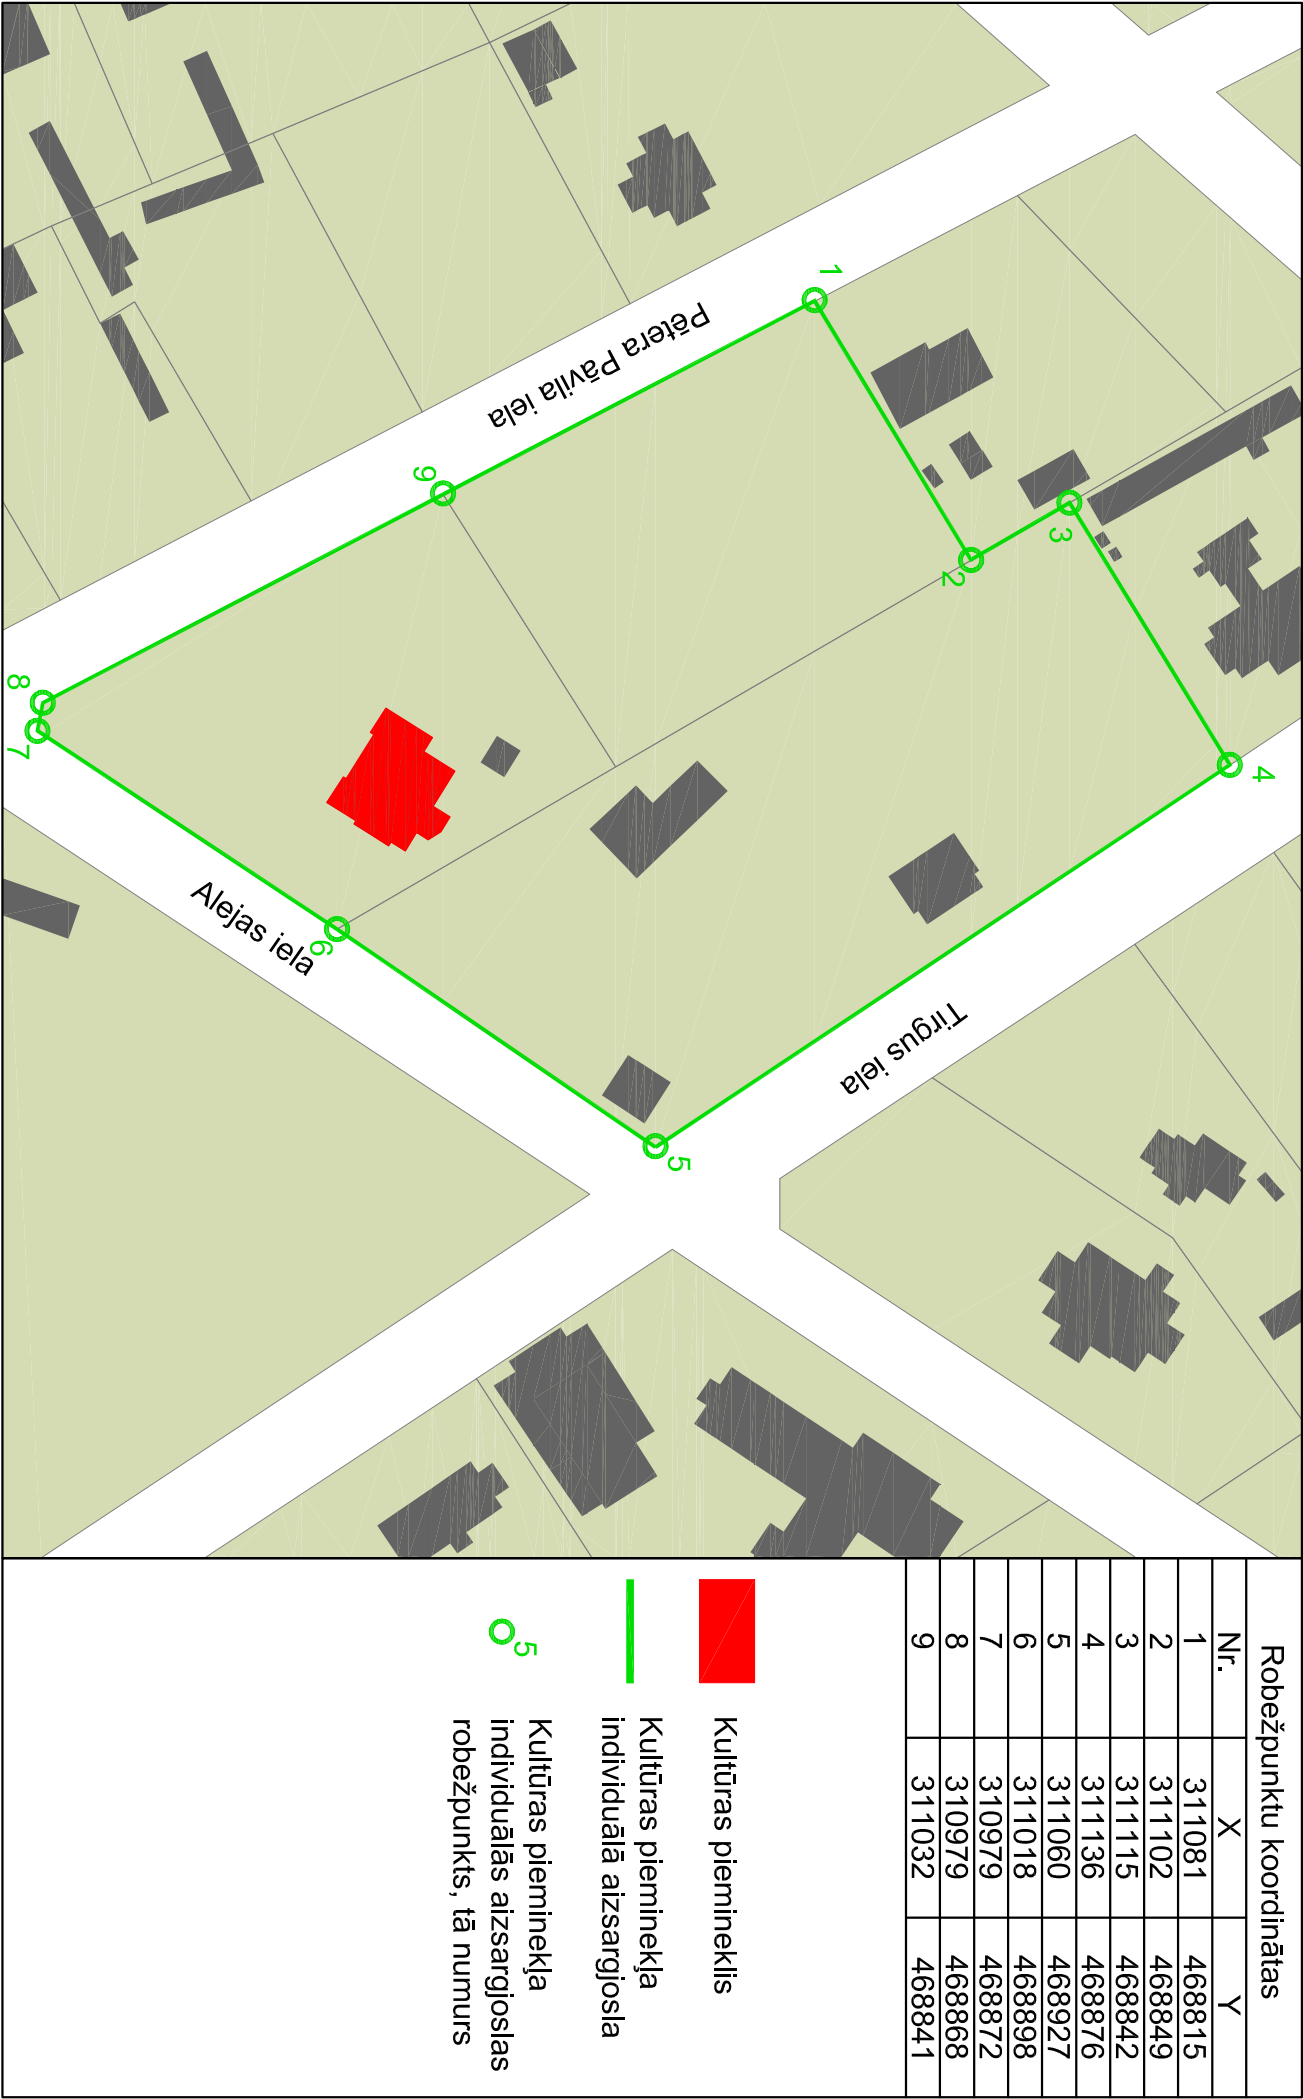 1
Pētera Pāvila iela
9
2
3
4
8
7
Alejas iela
6
5
Tirgus iela
Robežpunktu koordinātas
Nr. X Y
1 311081 468815
2 311102 468849
3 311115 468842
4 311136 468876
5 311060 468927
6 311018 468898
7 310979 468872
8 310979 468868
9 311032 468841
Kultūras piemineklis
Kultūras pieminekļa
individuālā aizsargjosla
5
Kultūras pieminekļa
individuālās aizsargjoslas
robežpunkts, tā numurs